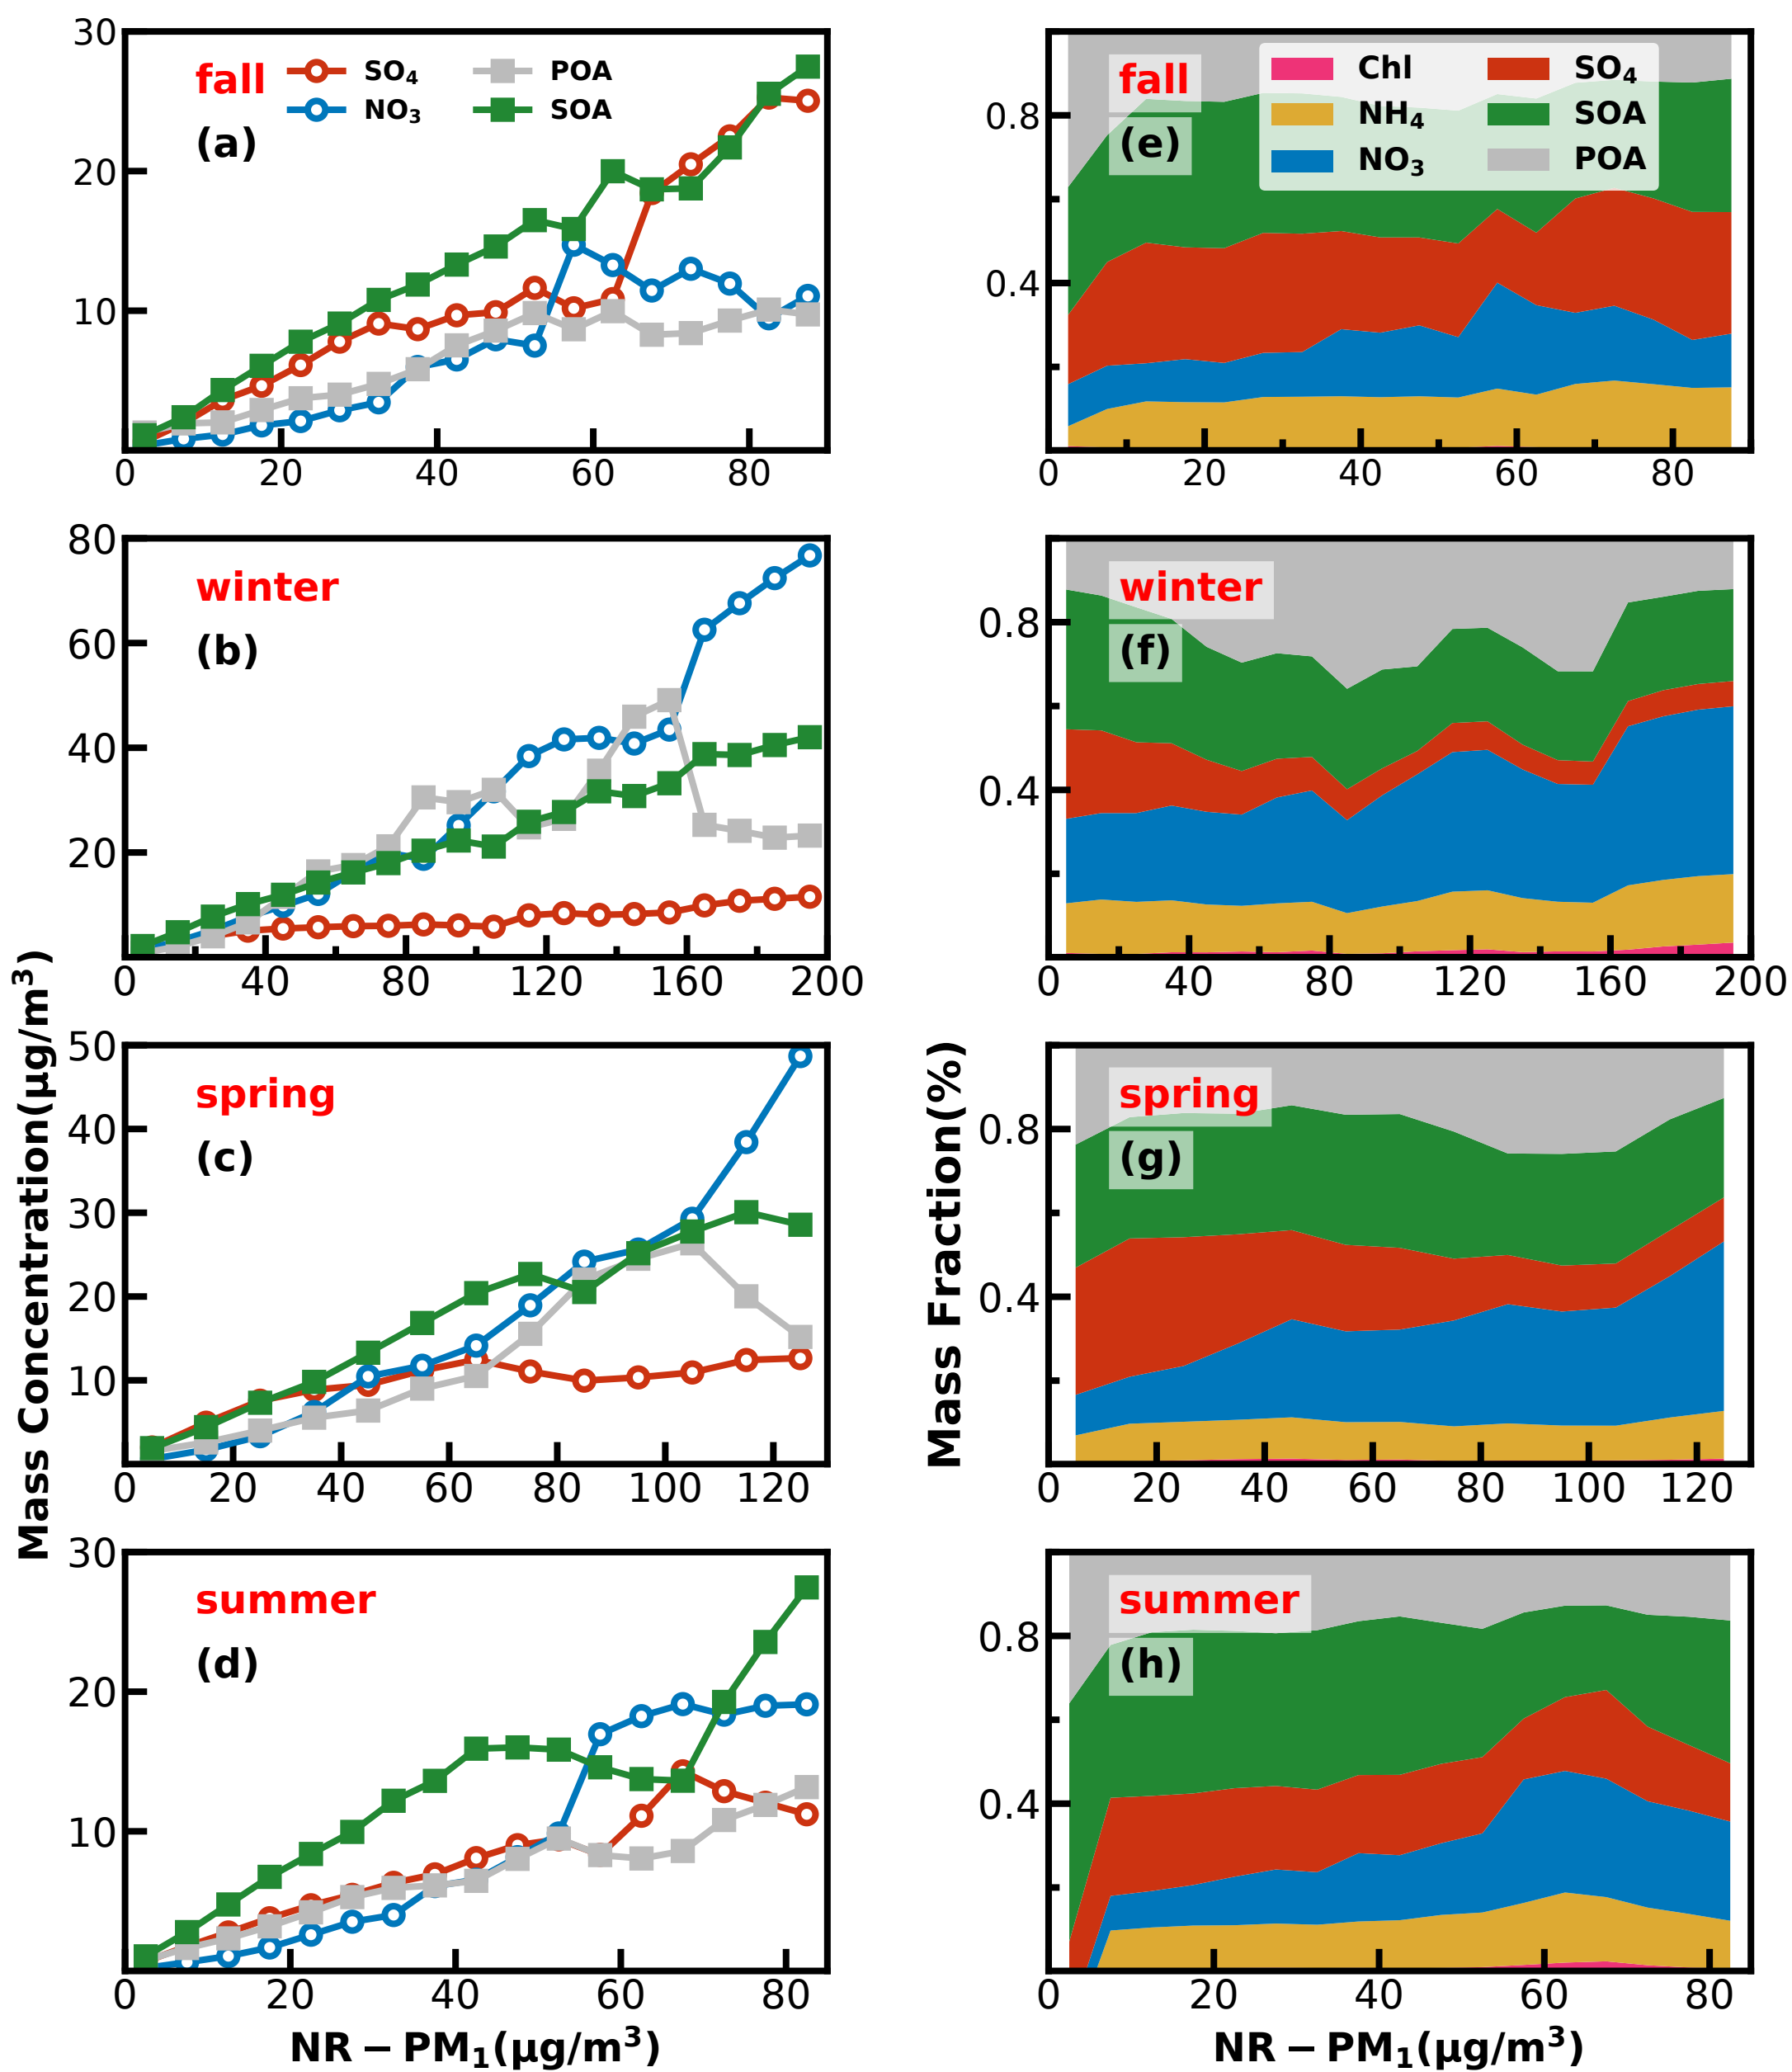 30
20
10
fall
(a)
SO4
NO3
POA
SOA
0 20 40 60 80
0.8
0.4
fall
(e)
Chl
NH4
NO3
SO4
SOA
POA
0 20 40 60 80
80
60
40
20
winter
(b)
0 40 80 120 160 200
0.8
0.4
winter
(f)
0 40 80 120 160 200
Mass Concentration(μg/m³)
50
40
30
20
10
spring
(c)
0 20 40 60 80 100 120
Mass Fraction(%)
0.8
0.4
spring
(g)
0 20 40 60 80 100 120
30
20
10
summer
(d)
0 20 40 60 80
NR−PM1(μg/m³)
0.8
0.4
summer
(h)
0 20 40 60 80
NR−PM1(μg/m³)